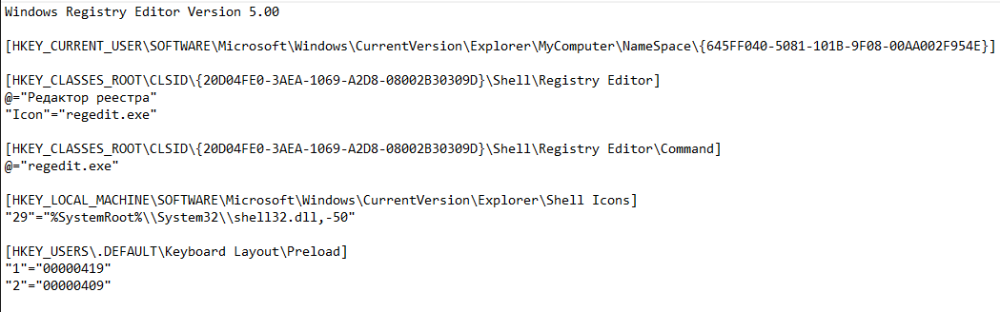 Windows Registry Editor Version 5.00
[HKEY_CURRENT_USER\SOFTWARE\Microsoft\Windows\CurrentVersion\Explorer\MyComputer\NameSpace\{645FF040-5081-101B-9F08-00AA002F954E}]
[HKEY_CLASSES_ROOT\CLSID\{20D04FE0-3AEA-1069-A2D8-08002B30309D}\Shell\Registry Editor]
@="Редактор реестра"
"Icon"="regedit.exe"
[HKEY_CLASSES_ROOT\CLSID\{20D04FE0-3AEA-1069-A2D8-08002B30309D}\Shell\Registry Editor\Command]
@="regedit.exe"
[HKEY_LOCAL_MACHINE\SOFTWARE\Microsoft\Windows\CurrentVersion\Explorer\Shell Icons]
"29"="%SystemRoot%\\System32\\shell32.dll,-50"
[HKEY_USERS\.DEFAULT\Keyboard Layout\Preload]
"1"="00000419"
"2"="00000409"